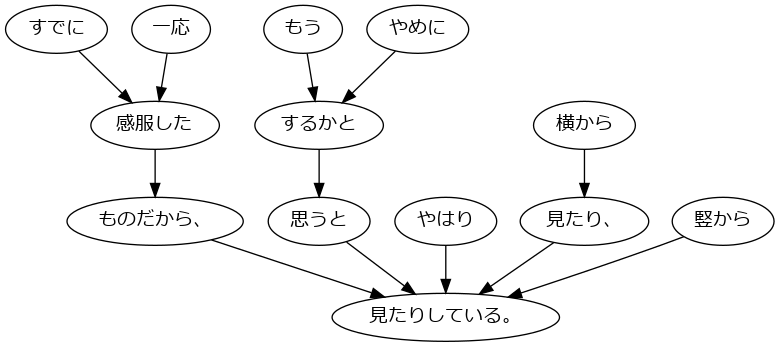 すでに 一応 もう やめに
感服した するかと 横から
ものだから、 思うと やはり 見たり、 竪から
見たりしている。